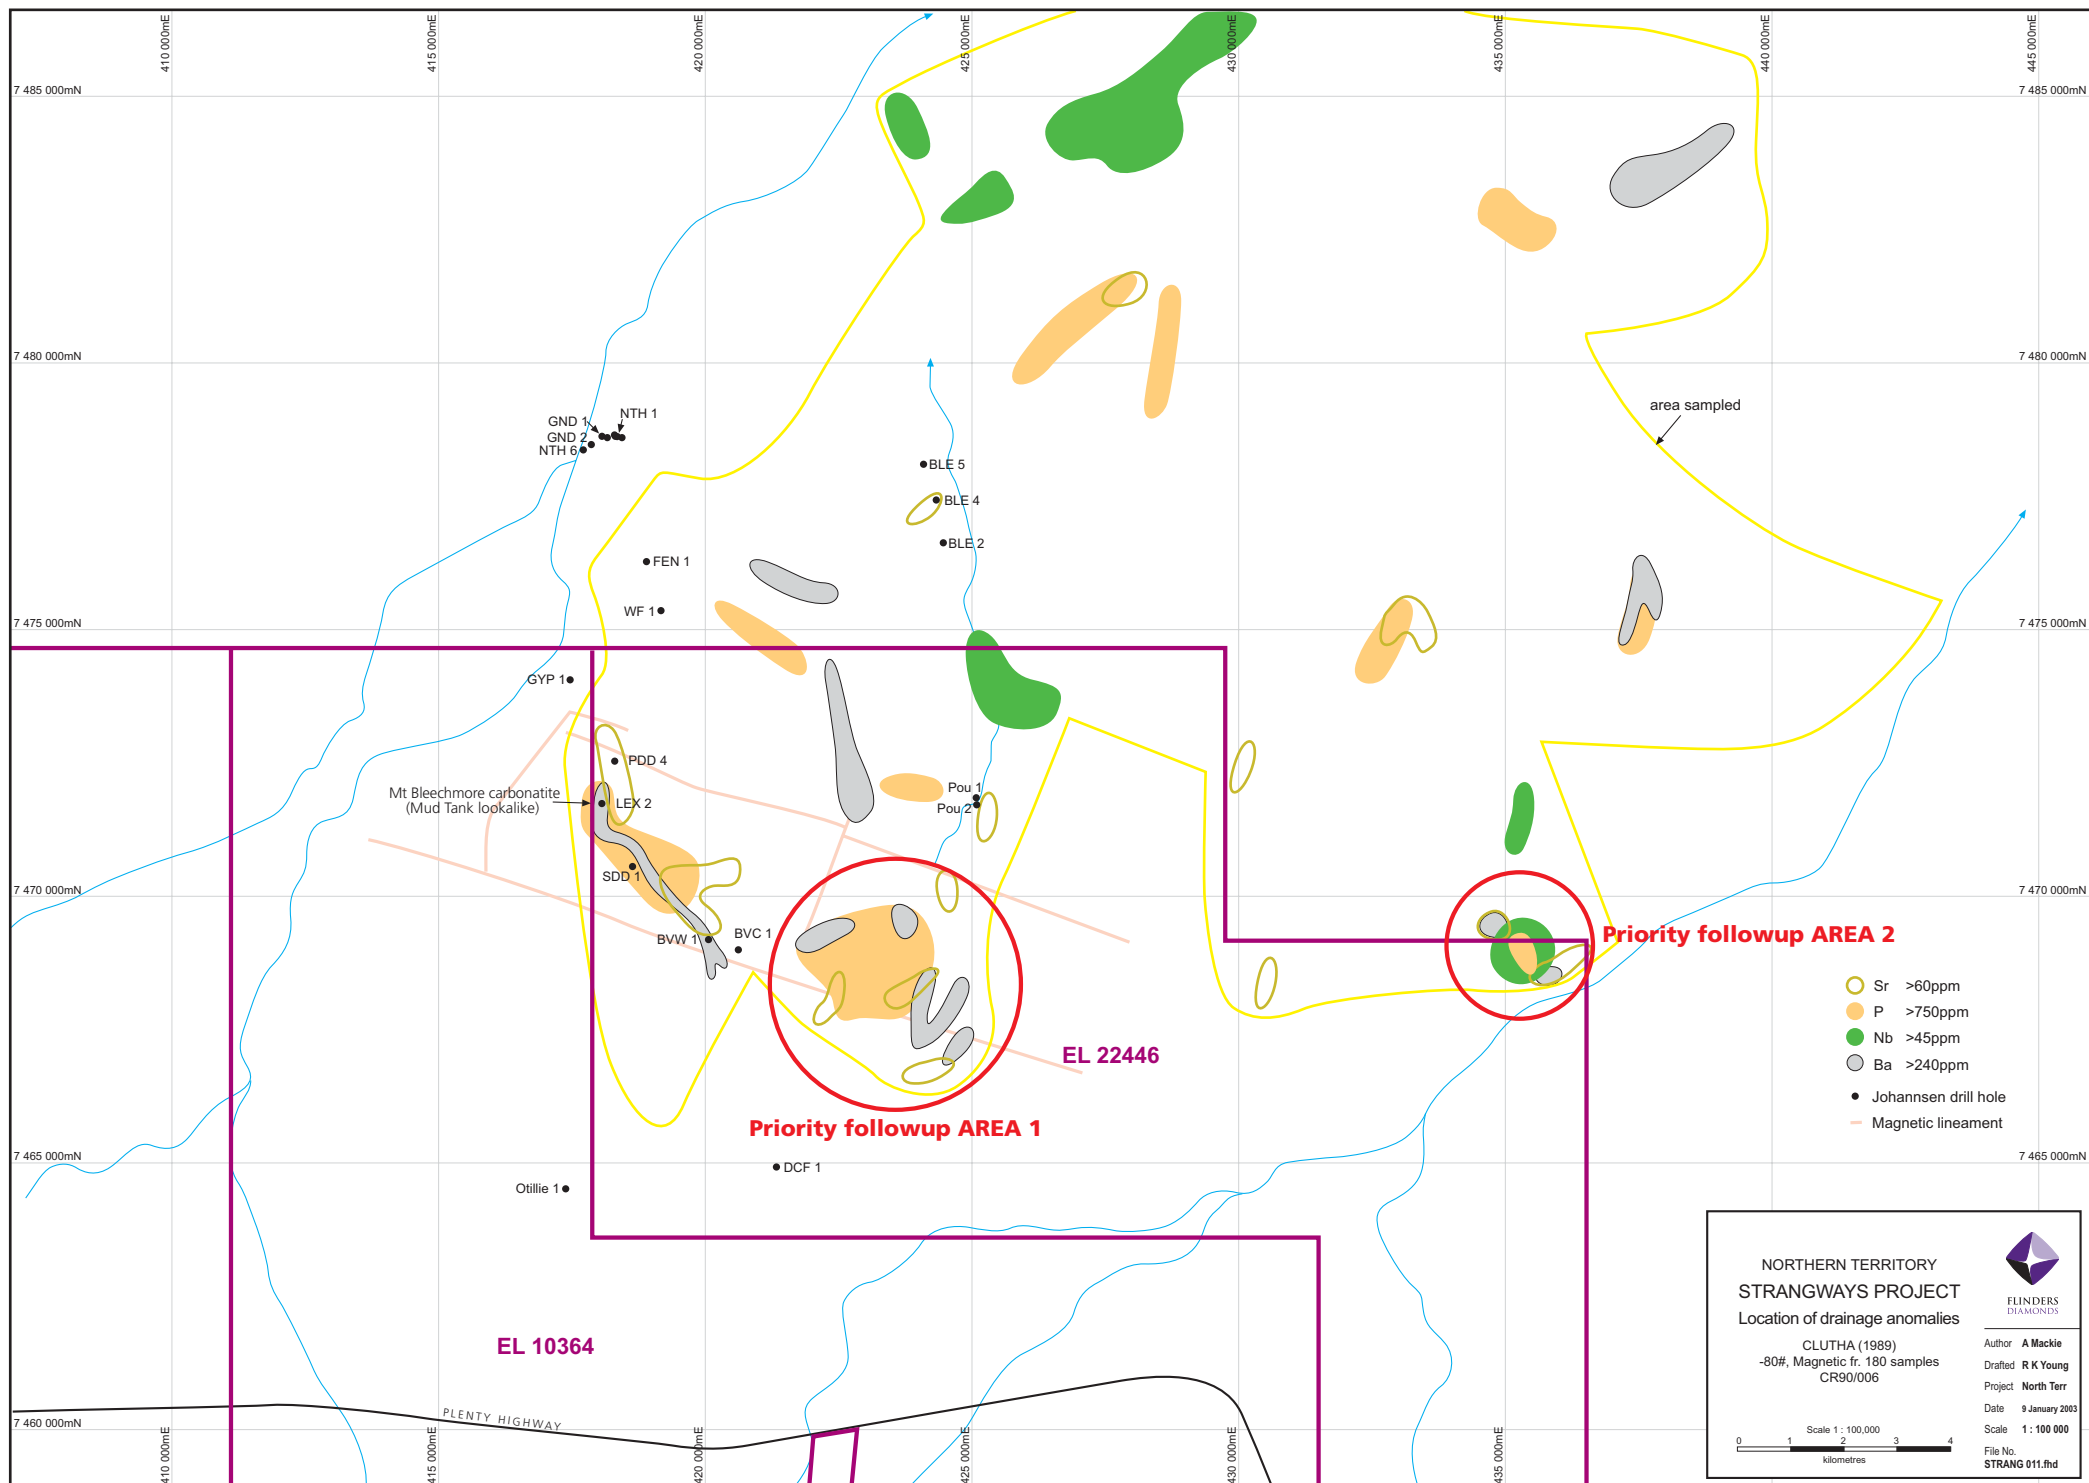 410 000mE
415 000mE
420 000mE
425 000mE
430 000mE
435 000mE
440 000mE
445 000mE
7 485 000mN
7 485 000mN
7 480 000mN
7 480 000mN
area sampled
GND 1
NTH 1
GND 2
NTH 6
BLE 5
BLE 4
BLE 2
FEN 1
WF 1
7 475 000mN
7 475 000mN
GYP 1
PDD 4
Mt Bleechmore carbonatite
(Mud Tank lookalike)
LEX 2
Pou 1
Pou 2
SDD 1
7 470 000mN
7 470 000mN
BVW 1
BVC 1
Priority followup AREA 2
Sr >60ppm
P >750ppm
Nb >45ppm
Ba >240ppm
Johannsen drill hole
Magnetic lineament
EL 22446
Priority followup AREA 1
7 465 000mN
7 465 000mN
DCF 1
Otillie 1
EL 10364
PLENTY HIGHWAY
7 460 000mN
410 000mE
415 000mE
420 000mE
425 000mE
430 000mE
435 000mE
NORTHERN TERRITORY
STRANGWAYS PROJECT
Location of drainage anomalies
CLUTHA (1989)
-80#, Magnetic fr. 180 samples
CR90/006
Scale 1 : 100,000
0 1 2 3 4
kilometres
FLINDERS
DIAMONDS
Author A Mackie
Drafted R K Young
Project North Terr
Date 9 January 2003
Scale 1 : 100 000
File No.
STRANG 011.fhd